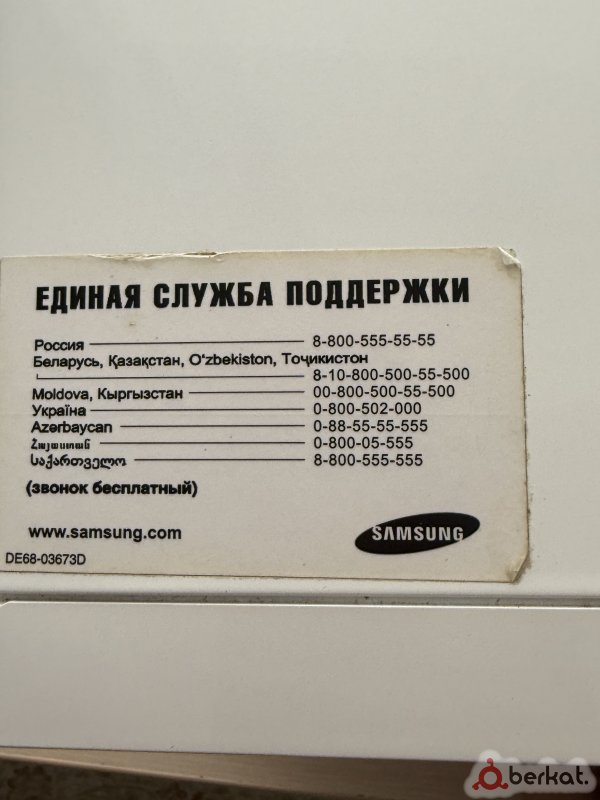 ЕДИНАЯ СЛУЖБА ПОДДЕРЖКИ
Россия 8-800-555-55-55
Беларусь, Қазақстан, O‘zbekiston, Тоҷикистон
8-10-800-500-55-500
Moldova, Кыргызстан 00-800-500-55-500
Україна 0-800-502-000
Azərbaycan 0-88-55-55-555
Հայաստան 0-800-05-555
საქართველო 8-800-555-555
(звонок бесплатный)
www.samsung.com
SAMSUNG
DE68-03673D
berkat.